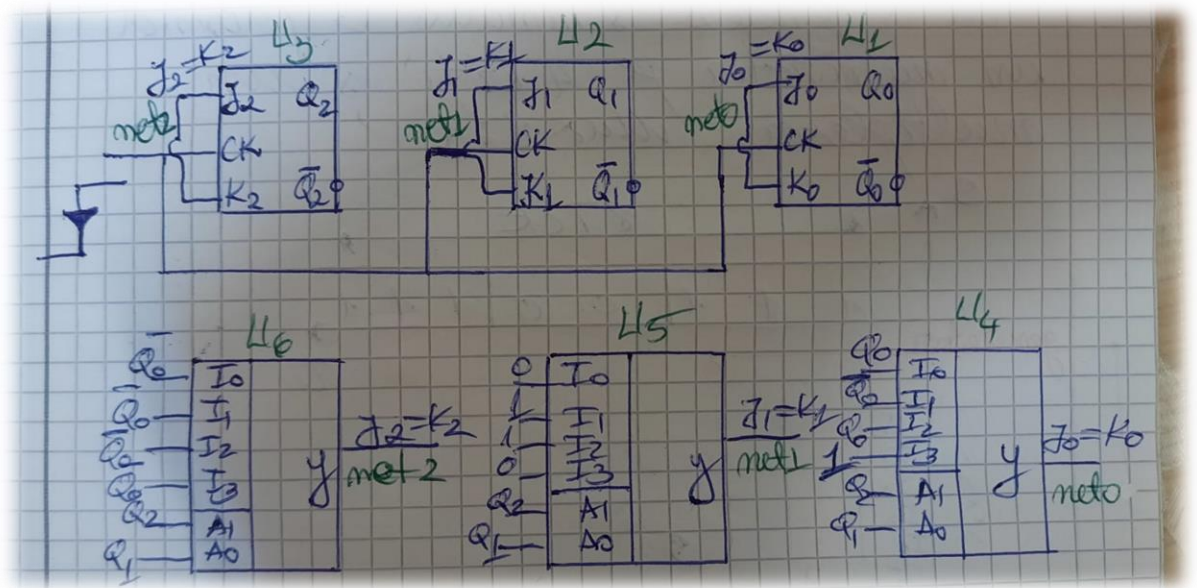 U3
J2=K2
net2
J2 Q2
CK
K2 Q̅2
U2
J1=K1
net1
J1 Q1
CK
K1 Q̅1
U1
J0=K0
net0
J0 Q0
CK
K0 Q̅0
U6
Q̅0 I0
Q̅0 I1
Q̅0 I2
Q0 I3
Q2 A1
Q1 A0
y
J2=K2
net2
U5
0 I0
1 I1
1 I2
0 I3
Q2 A1
Q1 A0
y
J1=K1
net1
U4
Q0 I0
Q̅0 I1
Q0 I2
1 I3
Q2 A1
Q1 A0
y
J0=K0
net0